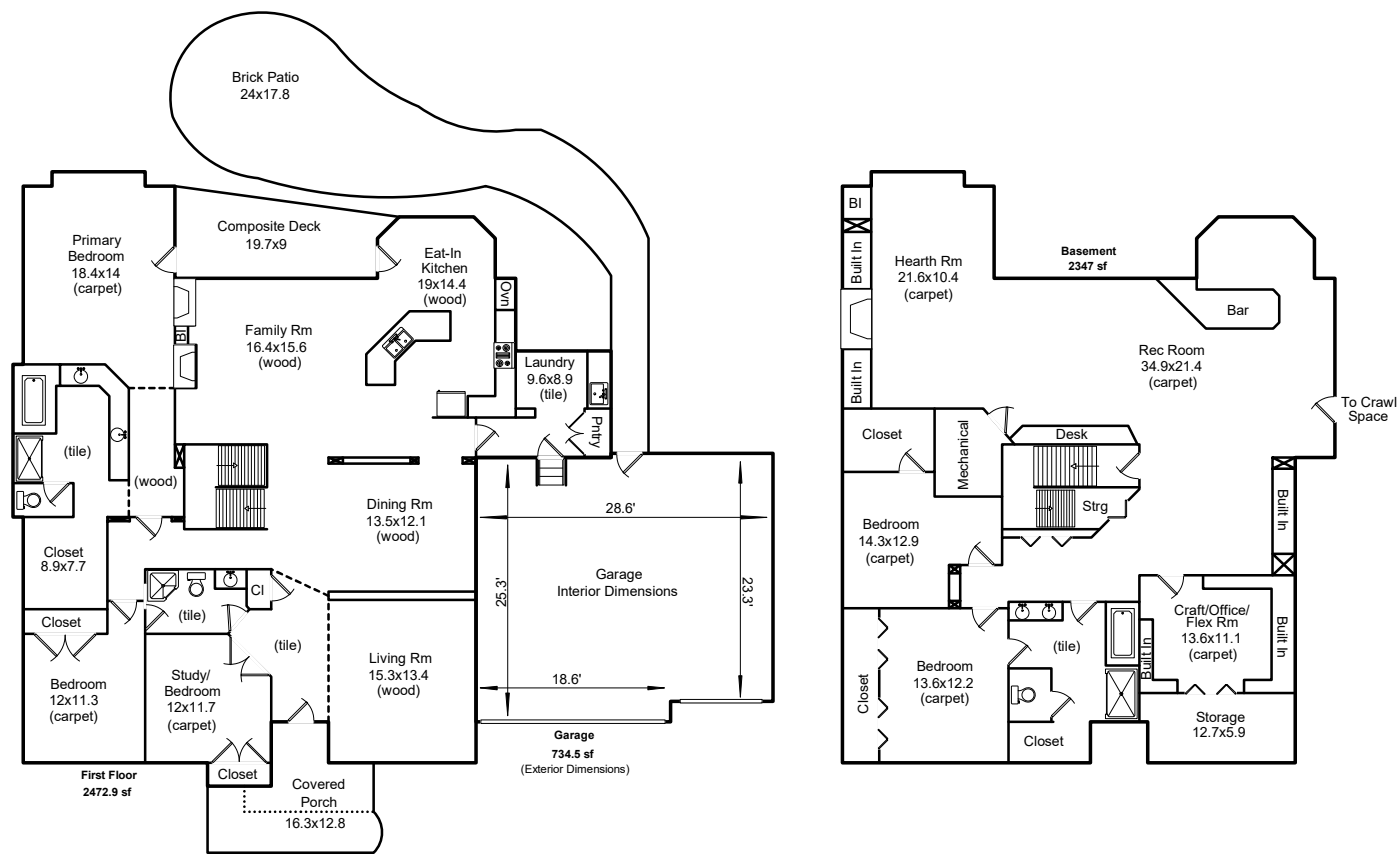 Brick Patio
24x17.8
Composite Deck
19.7x9
Primary
Bedroom
18.4x14
(carpet)
Eat-In
Kitchen
19x14.4
(wood)
Ovn
BI
Family Rm
16.4x15.6
(wood)
Laundry
9.6x8.9
(tile)
Pntry
(tile)
(wood)
Dining Rm
13.5x12.1
(wood)
28.6'
25.3'
23.3'
Garage
Interior Dimensions
18.6'
Closet
8.9x7.7
Cl
(tile)
Closet
(tile)
Living Rm
15.3x13.4
(wood)
Bedroom
12x11.3
(carpet)
Study/
Bedroom
12x11.7
(carpet)
Closet
Garage
734.5 sf
(Exterior Dimensions)
First Floor
2472.9 sf
Covered
Porch
16.3x12.8
BI
Built In
Hearth Rm
21.6x10.4
(carpet)
Basement
2347 sf
Bar
Rec Room
34.9x21.4
(carpet)
Built In
To Crawl
Space
Closet
Mechanical
Desk
Strg
Built In
Bedroom
14.3x12.9
(carpet)
Craft/Office/
Flex Rm
13.6x11.1
(carpet)
Built In
Built In
(tile)
Bedroom
13.6x12.2
(carpet)
Closet
Closet
Storage
12.7x5.9